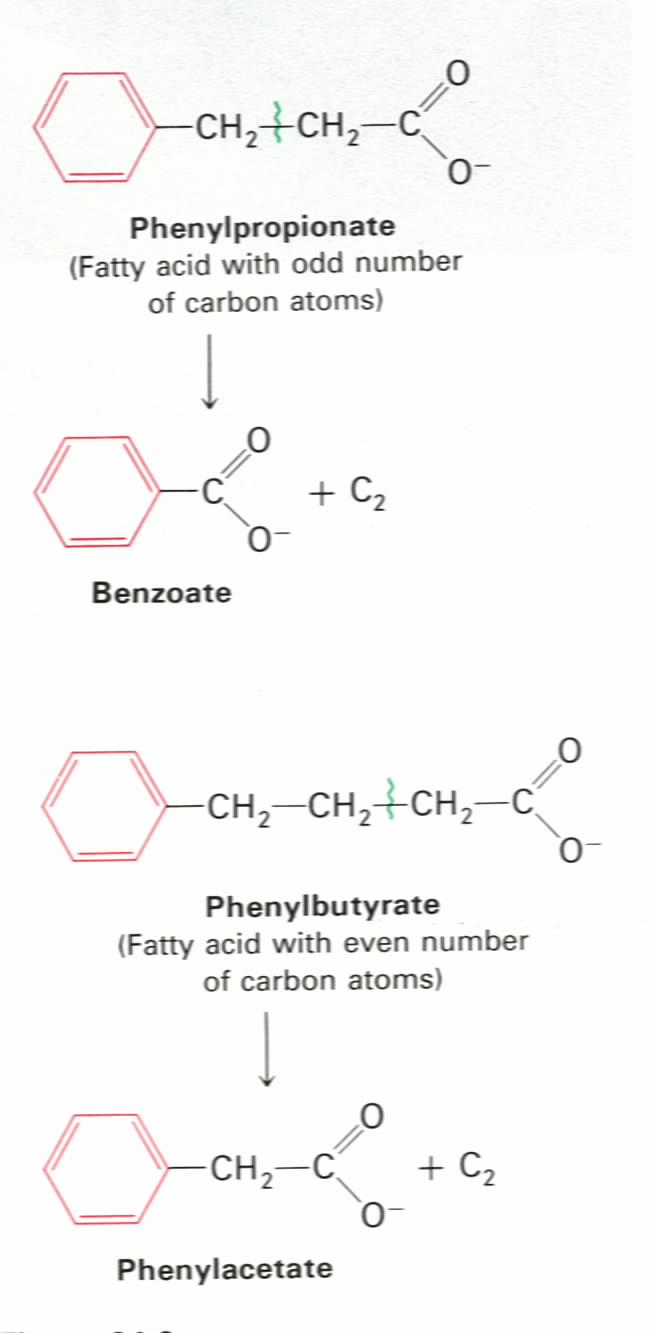 O
CH₂ CH₂—C
O⁻
Phenylpropionate
(Fatty acid with odd number
of carbon atoms)
O
C + C₂
O⁻
Benzoate
O
CH₂—CH₂ CH₂—C
O⁻
Phenylbutyrate
(Fatty acid with even number
of carbon atoms)
O
CH₂—C + C₂
O⁻
Phenylacetate